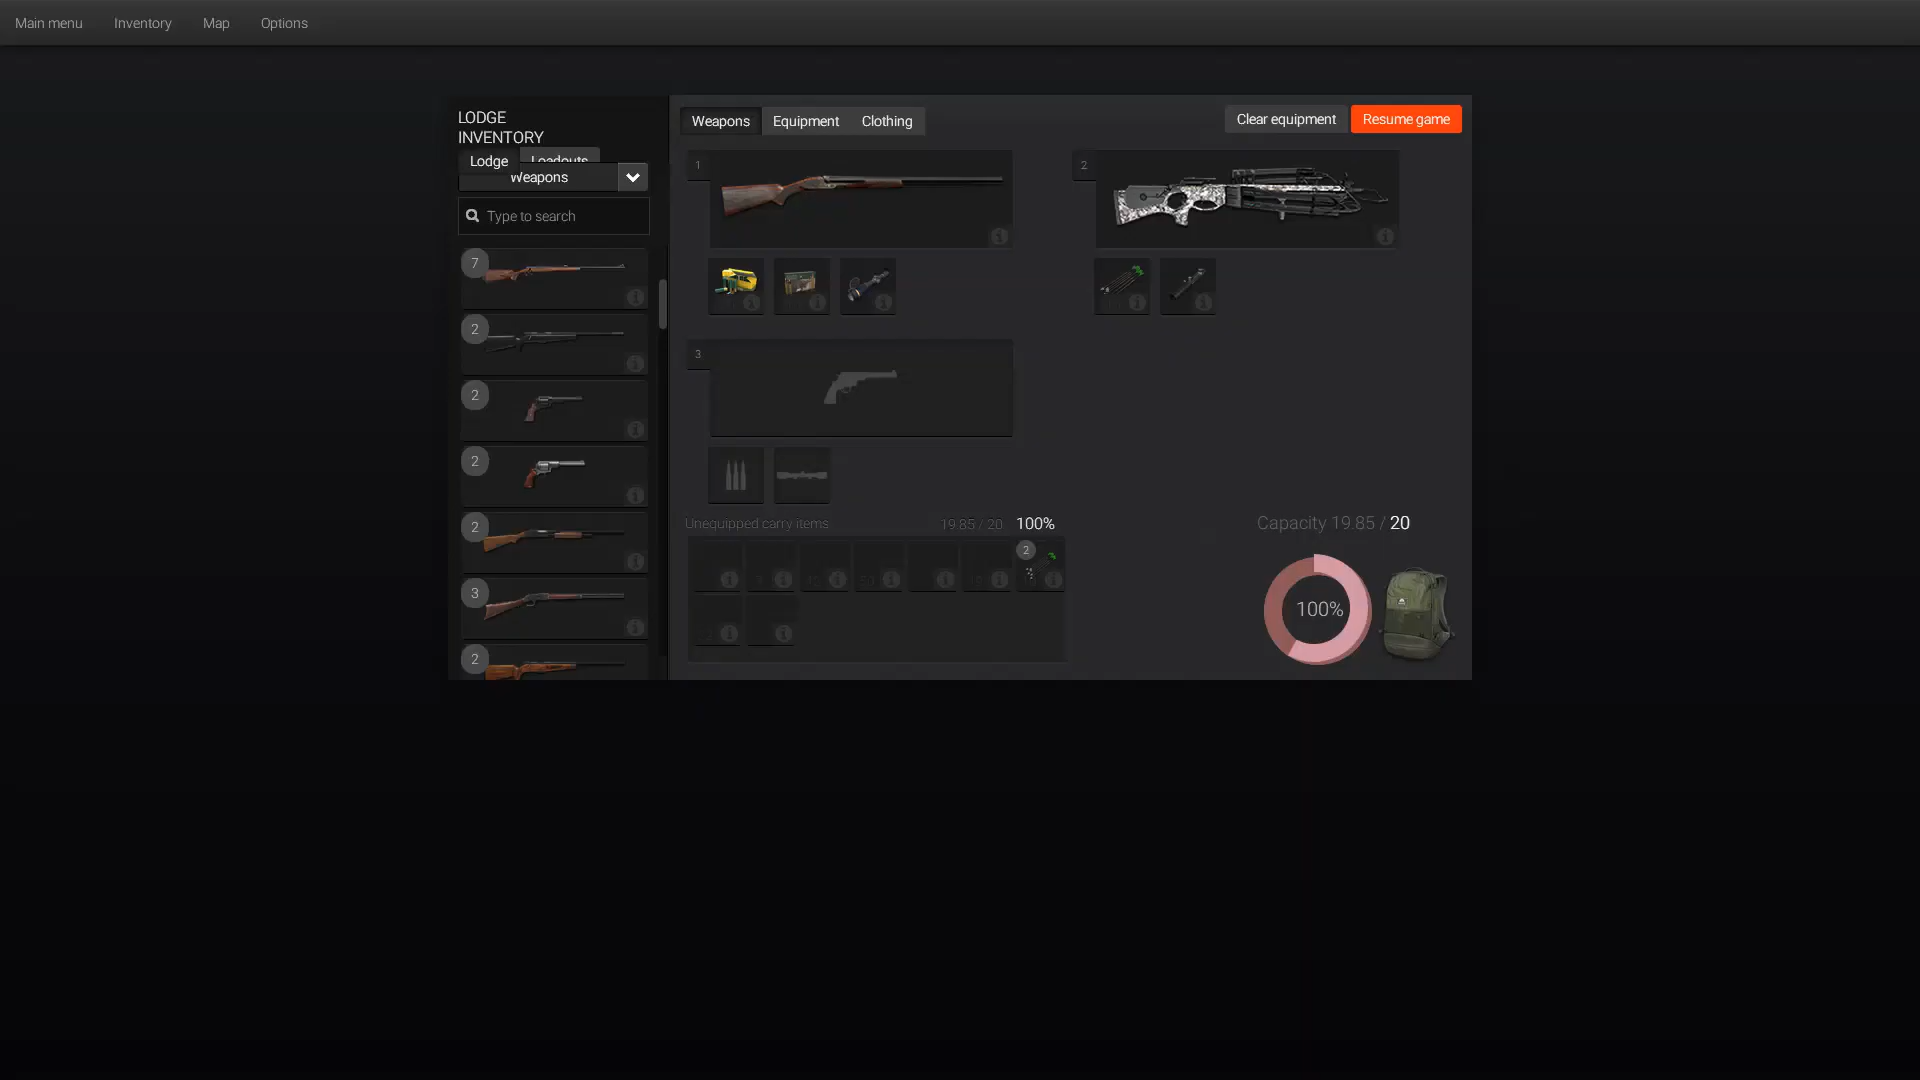 Main menu Inventory Map Options
LODGE
INVENTORY
Lodge Loadouts
Weapons
Type to search
7
2
2
2
2
3
2
Weapons Equipment Clothing
Clear equipment Resume game
1
2
3
Unequipped carry items 19.85 / 20 100%
2
Capacity 19.85 / 20
100%